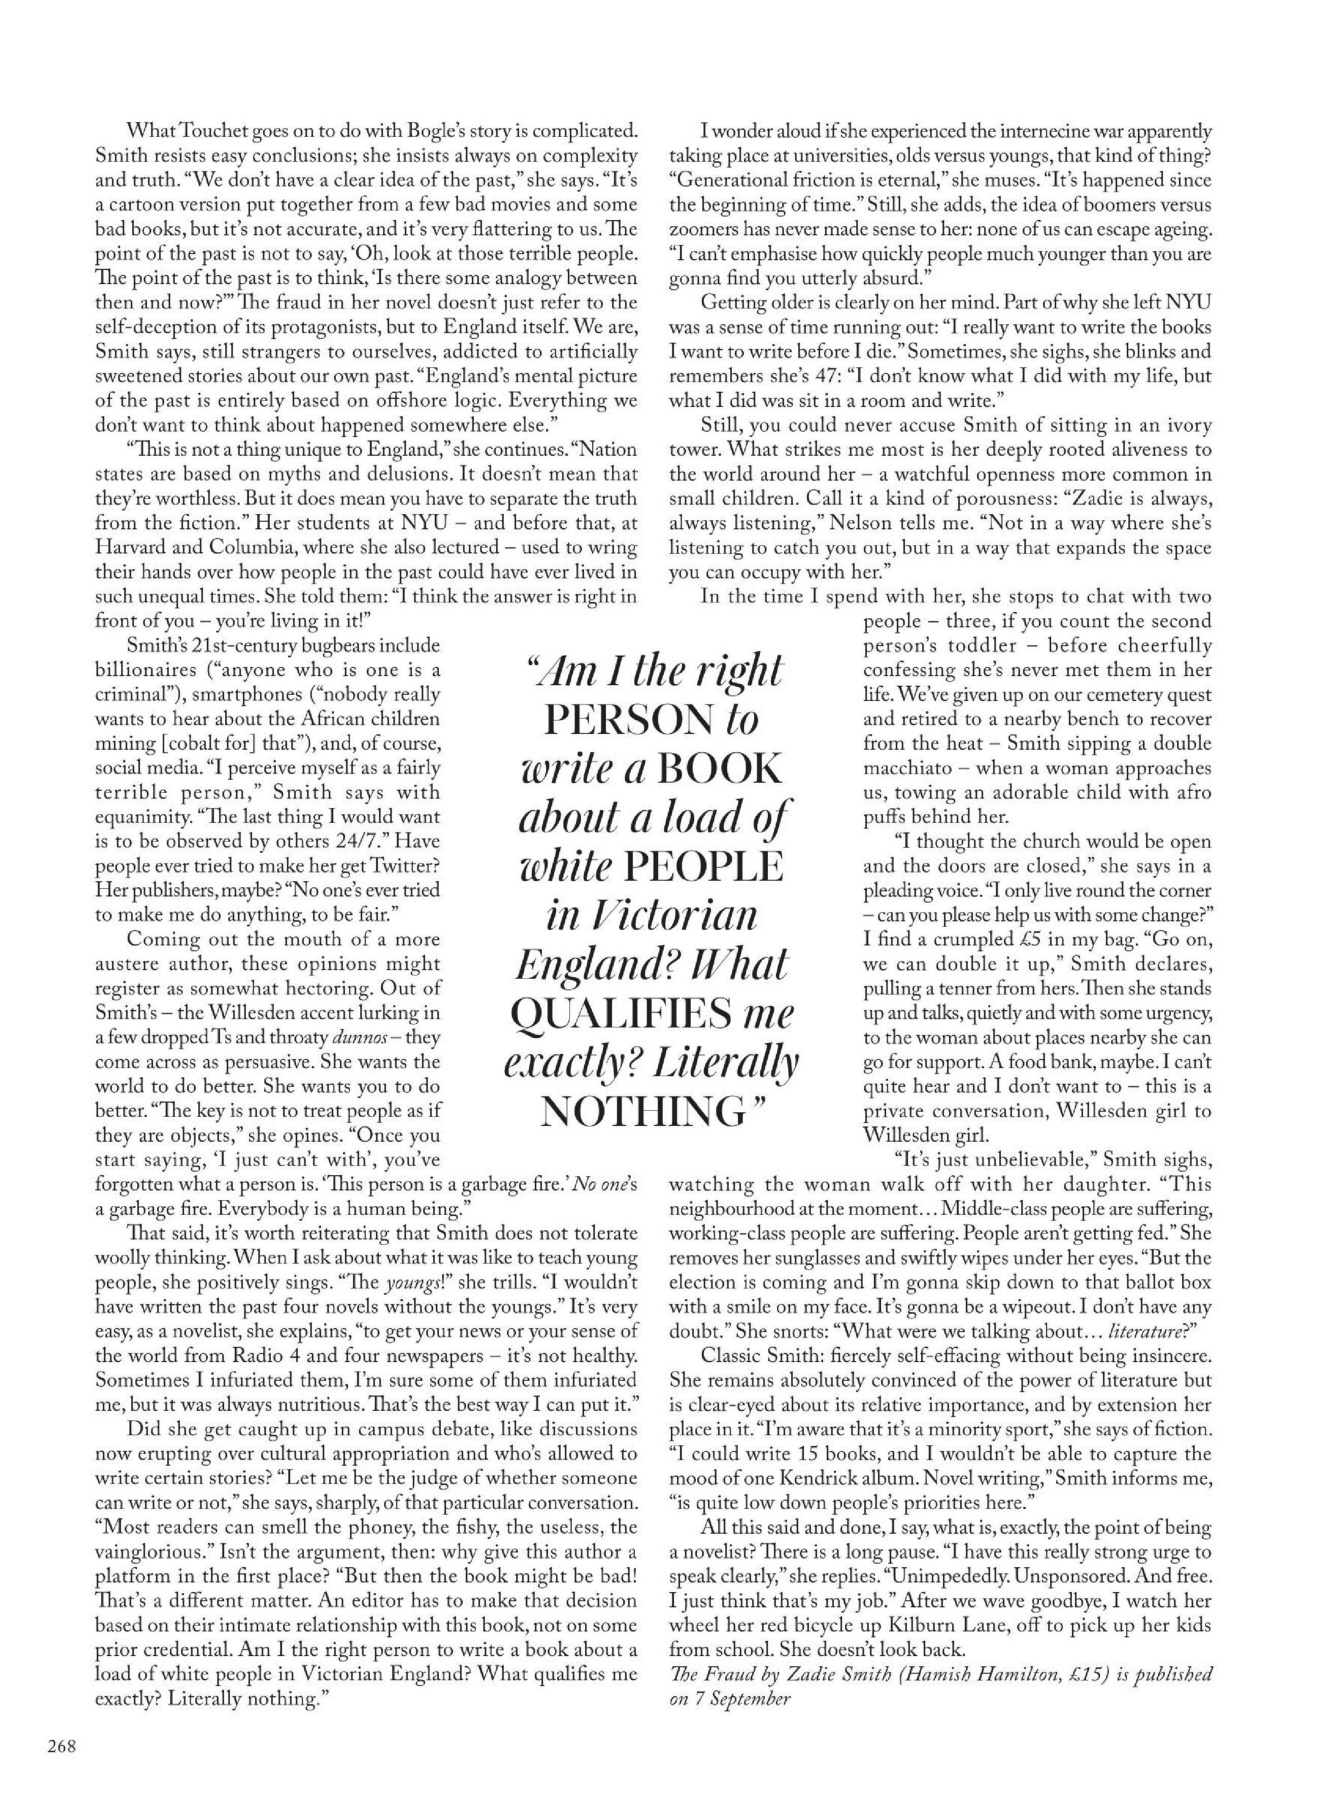 What Touchet goes on to do with Bogle's story is complicated.
Smith resists easy conclusions; she insists always on complexity
and truth. “We don't have a clear idea of the past,” she says. “It's
a cartoon version put together from a few bad movies and some
bad books, but it's not accurate, and it's very flattering to us. The
point of the past is not to say, ‘Oh, look at those terrible people.
The point of the past is to think, ‘Is there some analogy between
then and now?’” The fraud in her novel doesn't just refer to the
self-deception of its protagonists, but to England itself. We are,
Smith says, still strangers to ourselves, addicted to artificially
sweetened stories about our own past. “England's mental picture
of the past is entirely based on offshore logic. Everything we
don't want to think about happened somewhere else.”
“This is not a thing unique to England,” she continues. “Nation
states are based on myths and delusions. It doesn't mean that
they're worthless. But it does mean you have to separate the truth
from the fiction.” Her students at NYU – and before that, at
Harvard and Columbia, where she also lectured – used to wring
their hands over how people in the past could have ever lived in
such unequal times. She told them: “I think the answer is right in
front of you – you're living in it!”
Smith's 21st-century bugbears include
billionaires (“anyone who is one is a
criminal”), smartphones (“nobody really
wants to hear about the African children
mining [cobalt for] that”), and, of course,
social media. “I perceive myself as a fairly
terrible person,” Smith says with
equanimity. “The last thing I would want
is to be observed by others 24/7.” Have
people ever tried to make her get Twitter?
Her publishers, maybe? “No one's ever tried
to make me do anything, to be fair.”
Coming out the mouth of a more
austere author, these opinions might
register as somewhat hectoring. Out of
Smith's – the Willesden accent lurking in
a few dropped Ts and throaty dunnos – they
come across as persuasive. She wants the
world to do better. She wants you to do
better. “The key is not to treat people as if
they are objects,” she opines. “Once you
start saying, ‘I just can't with’, you've
forgotten what a person is. ‘This person is a garbage fire.’ No one's
a garbage fire. Everybody is a human being.”
That said, it's worth reiterating that Smith does not tolerate
woolly thinking. When I ask about what it was like to teach young
people, she positively sings. “The youngs!” she trills. “I wouldn't
have written the past four novels without the youngs.” It's very
easy, as a novelist, she explains, “to get your news or your sense of
the world from Radio 4 and four newspapers – it's not healthy.
Sometimes I infuriated them, I'm sure some of them infuriated
me, but it was always nutritious. That's the best way I can put it.”
Did she get caught up in campus debate, like discussions
now erupting over cultural appropriation and who's allowed to
write certain stories? “Let me be the judge of whether someone
can write or not,” she says, sharply, of that particular conversation.
“Most readers can smell the phoney, the fishy, the useless, the
vainglorious.” Isn't the argument, then: why give this author a
platform in the first place? “But then the book might be bad!
That's a different matter. An editor has to make that decision
based on their intimate relationship with this book, not on some
prior credential. Am I the right person to write a book about a
load of white people in Victorian England? What qualifies me
exactly? Literally nothing.”
“Am I the right
PERSON to
write a BOOK
about a load of
white PEOPLE
in Victorian
England? What
QUALIFIES me
exactly? Literally
NOTHING”
I wonder aloud if she experienced the internecine war apparently
taking place at universities, olds versus youngs, that kind of thing?
“Generational friction is eternal,” she muses. “It's happened since
the beginning of time.” Still, she adds, the idea of boomers versus
zoomers has never made sense to her: none of us can escape ageing.
“I can't emphasise how quickly people much younger than you are
gonna find you utterly absurd.”
Getting older is clearly on her mind. Part of why she left NYU
was a sense of time running out: “I really want to write the books
I want to write before I die.” Sometimes, she sighs, she blinks and
remembers she's 47: “I don't know what I did with my life, but
what I did was sit in a room and write.”
Still, you could never accuse Smith of sitting in an ivory
tower. What strikes me most is her deeply rooted aliveness to
the world around her – a watchful openness more common in
small children. Call it a kind of porousness: “Zadie is always,
always listening,” Nelson tells me. “Not in a way where she's
listening to catch you out, but in a way that expands the space
you can occupy with her.”
In the time I spend with her, she stops to chat with two
people – three, if you count the second
person's toddler – before cheerfully
confessing she's never met them in her
life. We've given up on our cemetery quest
and retired to a nearby bench to recover
from the heat – Smith sipping a double
macchiato – when a woman approaches
us, towing an adorable child with afro
puffs behind her.
“I thought the church would be open
and the doors are closed,” she says in a
pleading voice. “I only live round the corner
– can you please help us with some change?”
I find a crumpled £5 in my bag. “Go on,
we can double it up,” Smith declares,
pulling a tenner from hers. Then she stands
up and talks, quietly and with some urgency,
to the woman about places nearby she can
go for support. A food bank, maybe. I can't
quite hear and I don't want to – this is a
private conversation, Willesden girl to
Willesden girl.
“It's just unbelievable,” Smith sighs,
watching the woman walk off with her daughter. “This
neighbourhood at the moment… Middle-class people are suffering,
working-class people are suffering. People aren't getting fed.” She
removes her sunglasses and swiftly wipes under her eyes. “But the
election is coming and I'm gonna skip down to that ballot box
with a smile on my face. It's gonna be a wipeout. I don't have any
doubt.” She snorts: “What were we talking about… literature?”
Classic Smith: fiercely self-effacing without being insincere.
She remains absolutely convinced of the power of literature but
is clear-eyed about its relative importance, and by extension her
place in it. “I'm aware that it's a minority sport,” she says of fiction.
“I could write 15 books, and I wouldn't be able to capture the
mood of one Kendrick album. Novel writing,” Smith informs me,
“is quite low down people's priorities here.”
All this said and done, I say, what is, exactly, the point of being
a novelist? There is a long pause. “I have this really strong urge to
speak clearly,” she replies. “Unimpededly. Unsponsored. And free.
I just think that's my job.” After we wave goodbye, I watch her
wheel her red bicycle up Kilburn Lane, off to pick up her kids
from school. She doesn't look back.
The Fraud by Zadie Smith (Hamish Hamilton, £15) is published
on 7 September
268